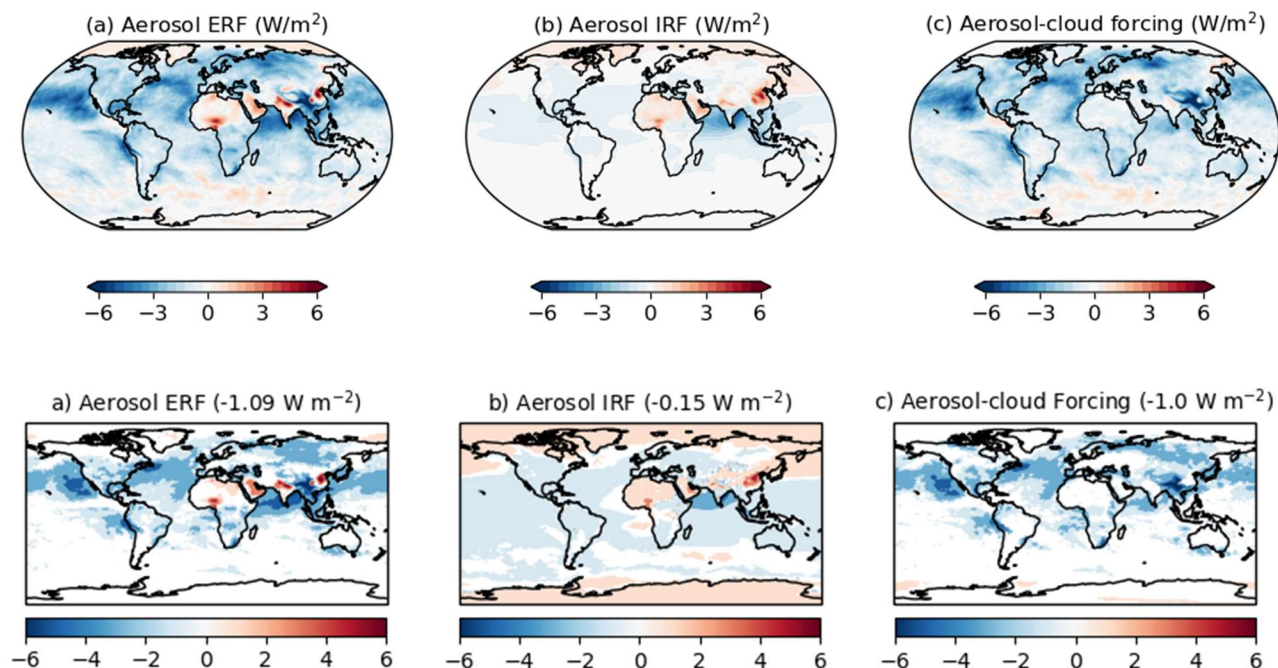 (a) Aerosol ERF (W/m²)
(b) Aerosol IRF (W/m²)
(c) Aerosol-cloud forcing (W/m²)
−6 −3 0 3 6
−6 −3 0 3 6
−6 −3 0 3 6
a) Aerosol ERF (-1.09 W m⁻²)
b) Aerosol IRF (-0.15 W m⁻²)
c) Aerosol-cloud Forcing (-1.0 W m⁻²)
−6 −4 −2 0 2 4 6
−6 −4 −2 0 2 4 6
−6 −4 −2 0 2 4 6